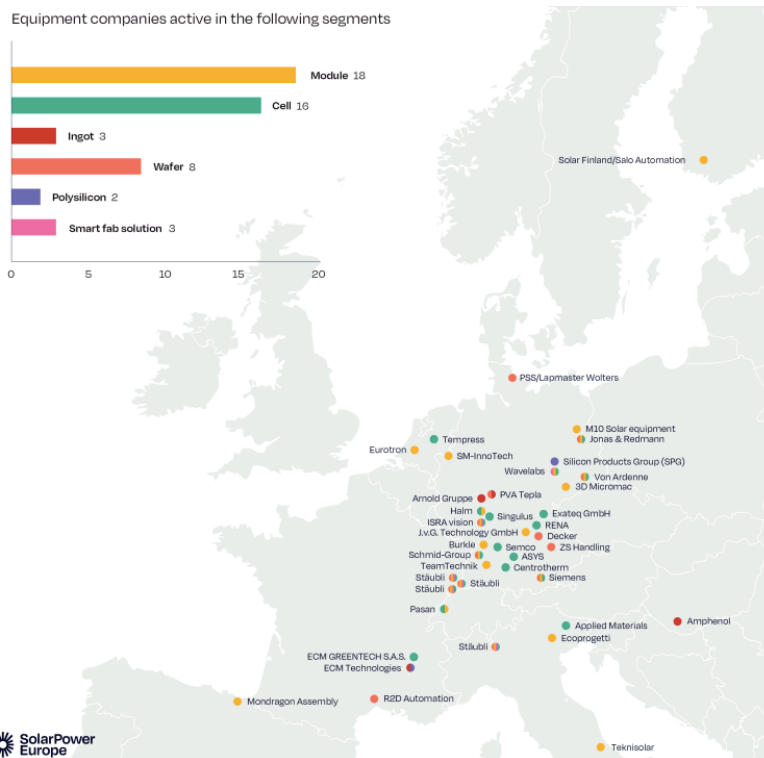 Equipment companies active in the following segments
Module 18
Cell 16
Ingot 3
Wafer 8
Polysilicon 2
Smart fab solution 3
0 5 10 15 20
Solar Finland/Salo Automation
PSS/Lapmaster Wolters
M10 Solar equipment
Tempress
Jonas & Redmann
Eurotron
SM-InnoTech
Silicon Products Group (SPG)
Wavelabs
Von Ardenne
3D Micromac
PVA Tepla
Arnold Gruppe
Halm
Singulus
Exateq GmbH
ISRA vision
RENA
J.v.G. Technology GmbH
Decker
Burkle
Semco
ZS Handling
Schmid-Group
ASYS
TeamTechnik
Centrotherm
Stäubli
Stäubli
Siemens
Stäubli
Pasan
Amphenol
Applied Materials
Ecoprogetti
Stäubli
ECM GREENTECH S.A.S.
ECM Technologies
Mondragon Assembly
R2D Automation
SolarPower
Europe
Teknisolar